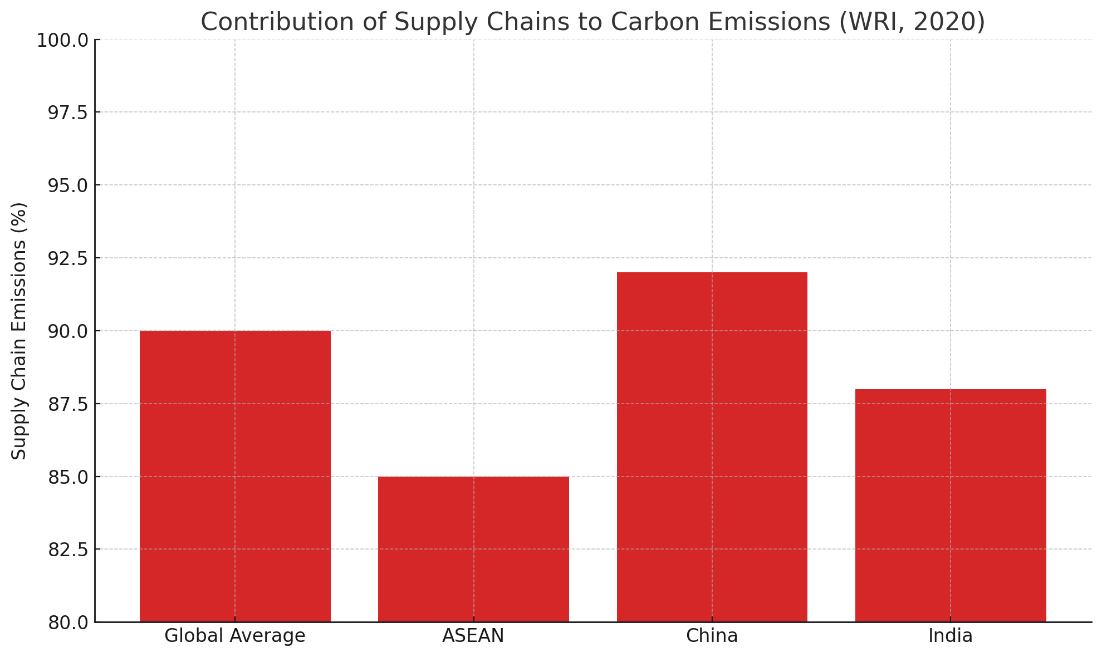 Contribution of Supply Chains to Carbon Emissions (WRI, 2020)
Supply Chain Emissions (%)
100.0
97.5
95.0
92.5
90.0
87.5
85.0
82.5
80.0
Global Average
ASEAN
China
India